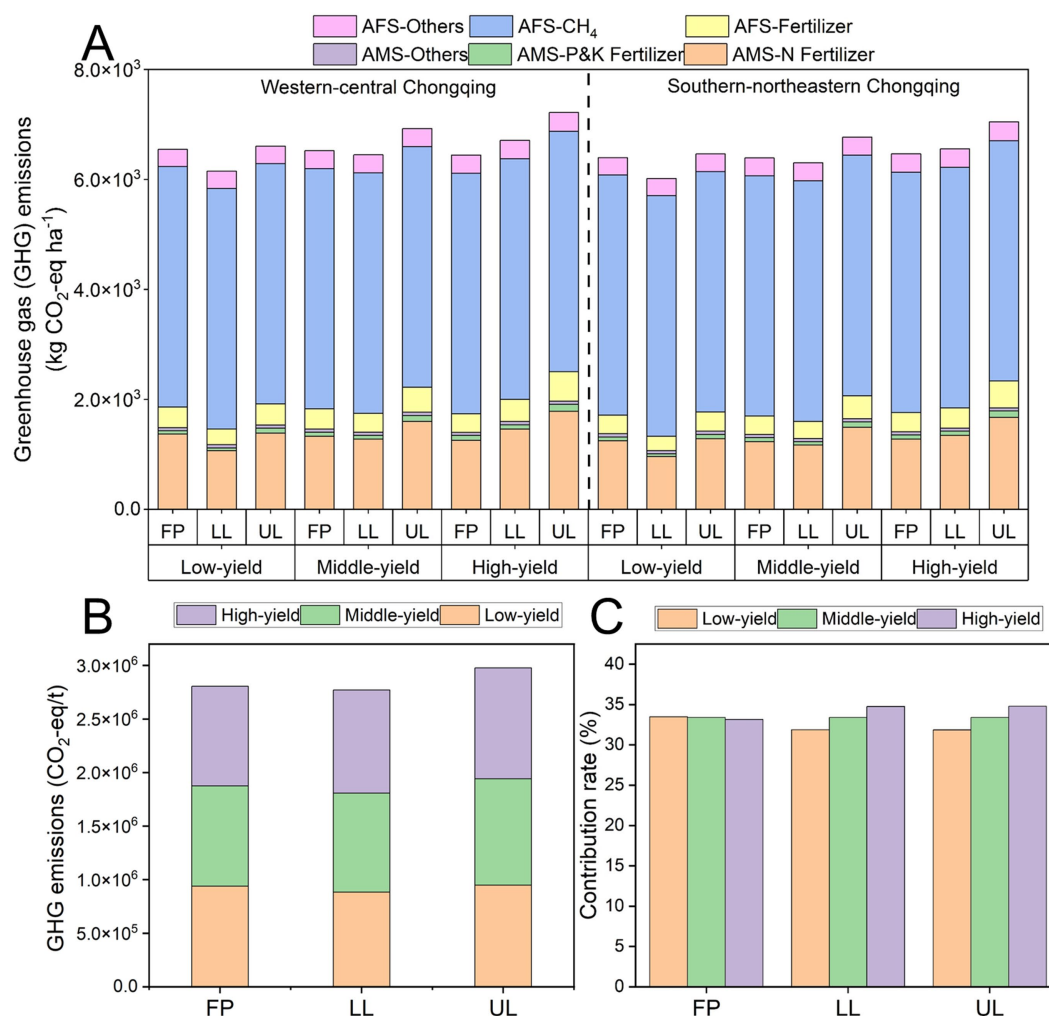 A
AFS-Others AFS-CH₄ AFS-Fertilizer
AMS-Others AMS-P&K Fertilizer AMS-N Fertilizer
Greenhouse gas (GHG) emissions
(kg CO₂-eq ha⁻¹)
8.0×10³
6.0×10³
4.0×10³
2.0×10³
0.0
Western-central Chongqing
Southern-northeastern Chongqing
FP LL UL FP LL UL FP LL UL FP LL UL FP LL UL FP LL UL
Low-yield Middle-yield High-yield Low-yield Middle-yield High-yield
B
High-yield Middle-yield Low-yield
GHG emissions (CO₂-eq/t)
3.0×10⁶
2.5×10⁶
2.0×10⁶
1.5×10⁶
1.0×10⁶
5.0×10⁵
0.0
FP LL UL
C
Low-yield Middle-yield High-yield
Contribution rate (%)
40
35
30
25
20
15
10
5
0
FP LL UL